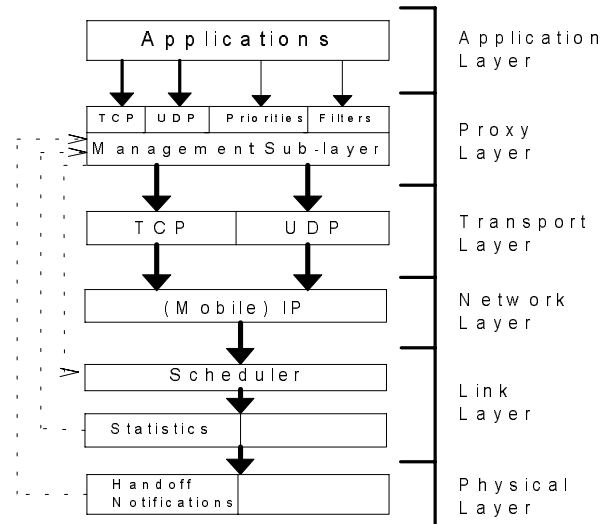 Applications
Application
Layer
TCP UDP Priorities Filters
Management Sub-layer
Proxy
Layer
TCP UDP
Transport
Layer
(Mobile) IP
Network
Layer
Scheduler
Statistics
Link
Layer
Handoff
Notifications
Physical
Layer